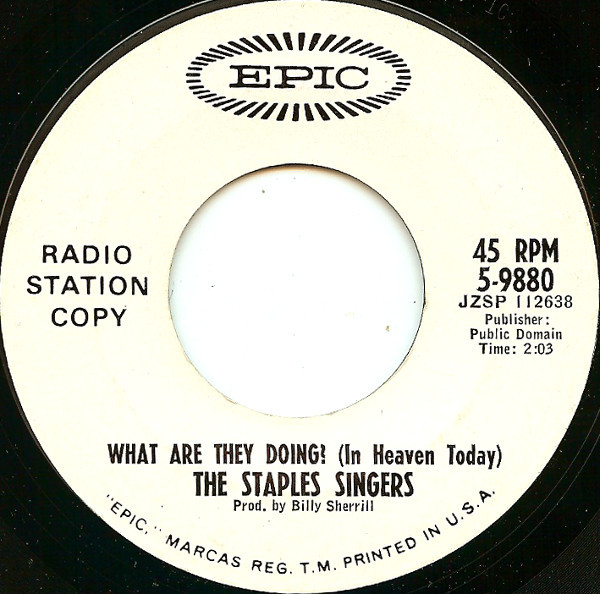 EPIC
RADIO
STATION
COPY
45 RPM
5-9880
JZSP 112638
Publisher:
Public Domain
Time: 2:03
WHAT ARE THEY DOING? (In Heaven Today)
THE STAPLES SINGERS
Prod. by Billy Sherrill
"EPIC," MARCAS REG. T.M. PRINTED IN U.S.A.